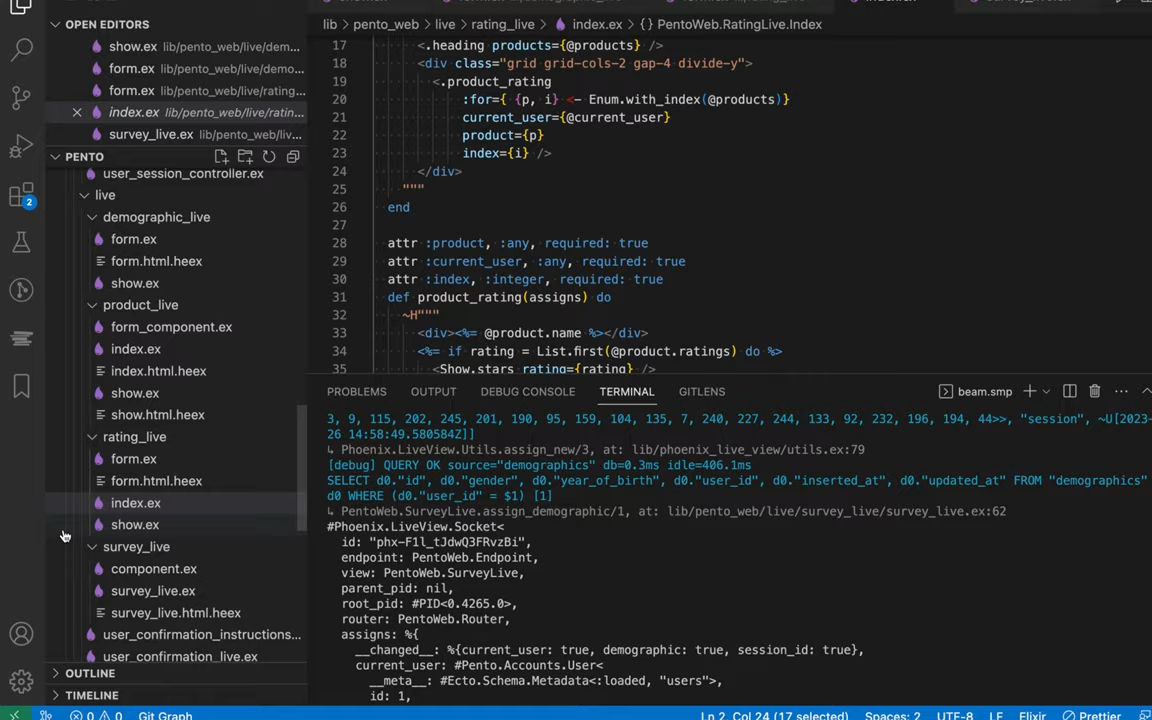 OPEN EDITORS
show.ex lib/pento_web/live/dem...
form.ex lib/pento_web/live/demo...
form.ex lib/pento_web/live/rating...
index.ex lib/pento_web/live/ratin...
survey_live.ex lib/pento_web/liv...
PENTO
user_session_controller.ex
live
demographic_live
form.ex
form.html.heex
show.ex
product_live
form_component.ex
index.ex
index.html.heex
show.ex
show.html.heex
rating_live
form.ex
form.html.heex
index.ex
show.ex
survey_live
component.ex
survey_live.ex
survey_live.html.heex
user_confirmation_instructions...
user_confirmation_live.ex
OUTLINE
TIMELINE
2
lib > pento_web > live > rating_live > index.ex > {} PentoWeb.RatingLive.Index
17 <.heading products={@products} />
18 <div class="grid grid-cols-2 gap-4 divide-y">
19 <.product_rating
20 :for={ {p, i} <- Enum.with_index(@products)}
21 current_user={@current_user}
22 product={p}
23 index={i} />
24 </div>
25 """
26 end
27
28 attr :product, :any, required: true
29 attr :current_user, :any, required: true
30 attr :index, :integer, required: true
31 def product_rating(assigns) do
32 ~H"""
33 <div><%= @product.name %></div>
34 <%= if rating = List.first(@product.ratings) do %>
35 <Show.stars rating={rating} />
PROBLEMS OUTPUT DEBUG CONSOLE TERMINAL GITLENS beam.smp
3, 9, 115, 202, 245, 201, 190, 95, 159, 104, 135, 7, 240, 227, 244, 133, 92, 232, 196, 194, 44>>, "session", ~U[2023-
26 14:58:49.580584Z]]
↳ Phoenix.LiveView.Utils.assign_new/3, at: lib/phoenix_live_view/utils.ex:79
[debug] QUERY OK source="demographics" db=0.3ms idle=406.1ms
SELECT d0."id", d0."gender", d0."year_of_birth", d0."user_id", d0."inserted_at", d0."updated_at" FROM "demographics"
d0 WHERE (d0."user_id" = $1) [1]
↳ PentoWeb.SurveyLive.assign_demographic/1, at: lib/pento_web/live/survey_live/survey_live.ex:62
#Phoenix.LiveView.Socket<
id: "phx-F1l_tJdwQ3FRvzBi",
endpoint: PentoWeb.Endpoint,
view: PentoWeb.SurveyLive,
parent_pid: nil,
root_pid: #PID<0.4265.0>,
router: PentoWeb.Router,
assigns: %{
__changed__: %{current_user: true, demographic: true, session_id: true},
current_user: #Pento.Accounts.User<
__meta__: #Ecto.Schema.Metadata<:loaded, "users">,
id: 1,
0 0 Git Graph Ln 2, Col 24 (17 selected) Spaces: 2 UTF-8 LF Elixir Prettier